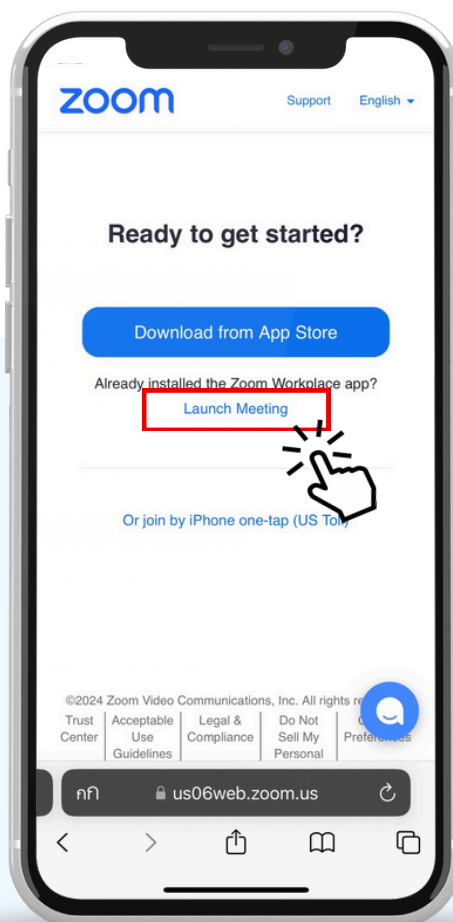 zoom
Support English
Ready to get started?
Download from App Store
Already installed the Zoom Workplace app?
Launch Meeting
Or join by iPhone one-tap (US Toll)
©2024 Zoom Video Communications, Inc. All rights re
Trust Center
Acceptable Use Guidelines
Legal & Compliance
Do Not Sell My Personal
Preferences
กก us06web.zoom.us